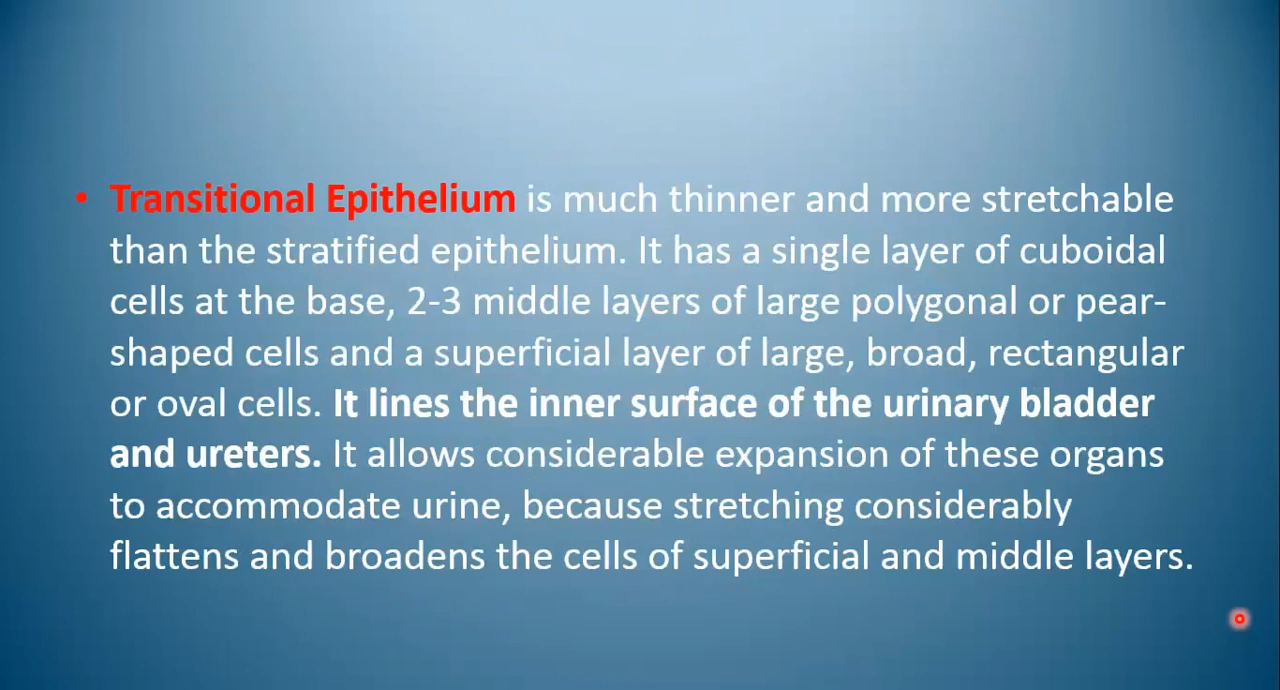 • Transitional Epithelium is much thinner and more stretchable
than the stratified epithelium. It has a single layer of cuboidal
cells at the base, 2-3 middle layers of large polygonal or pear-
shaped cells and a superficial layer of large, broad, rectangular
or oval cells. It lines the inner surface of the urinary bladder
and ureters. It allows considerable expansion of these organs
to accommodate urine, because stretching considerably
flattens and broadens the cells of superficial and middle layers.